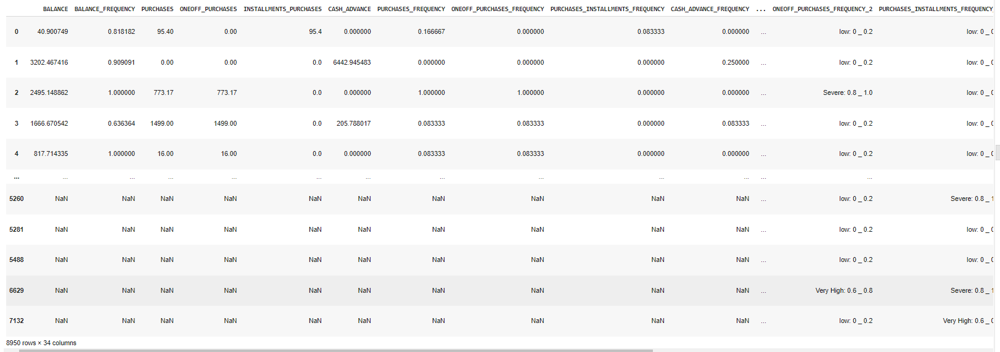 BALANCE BALANCE_FREQUENCY PURCHASES ONEOFF_PURCHASES INSTALLMENTS_PURCHASES CASH_ADVANCE PURCHASES_FREQUENCY ONEOFF_PURCHASES_FREQUENCY PURCHASES_INSTALLMENTS_FREQUENCY CASH_ADVANCE_FREQUENCY ... ONEOFF_PURCHASES_FREQUENCY_2 PURCHASES_INSTALLMENTS_FREQUENCY_
0 40.900749 0.818182 95.40 0.00 95.4 0.000000 0.166667 0.000000 0.083333 0.000000 ... low: 0 _ 0.2 low: 0 _
1 3202.467416 0.909091 0.00 0.00 0.0 6442.945483 0.000000 0.000000 0.000000 0.250000 ... low: 0 _ 0.2 low: 0 _
2 2495.148862 1.000000 773.17 773.17 0.0 0.000000 1.000000 1.000000 0.000000 0.000000 ... Severe: 0.8 _ 1.0 low: 0 _
3 1666.670542 0.636364 1499.00 1499.00 0.0 205.788017 0.083333 0.083333 0.000000 0.083333 ... low: 0 _ 0.2 low: 0 _
4 817.714335 1.000000 16.00 16.00 0.0 0.000000 0.083333 0.083333 0.000000 0.000000 ... low: 0 _ 0.2 low: 0 _
... ... ... ... ... ... ... ... ... ... ... ... ...
5260 NaN NaN NaN NaN NaN NaN NaN NaN NaN NaN ... low: 0 _ 0.2 Severe: 0.8 _
5281 NaN NaN NaN NaN NaN NaN NaN NaN NaN NaN ... low: 0 _ 0.2 low: 0 _
5488 NaN NaN NaN NaN NaN NaN NaN NaN NaN NaN ... low: 0 _ 0.2 low: 0 _
6629 NaN NaN NaN NaN NaN NaN NaN NaN NaN NaN ... Very High: 0.6 _ 0.8 Severe: 0.8 _
7132 NaN NaN NaN NaN NaN NaN NaN NaN NaN NaN ... low: 0 _ 0.2 Very High: 0.6 _
8950 rows × 34 columns